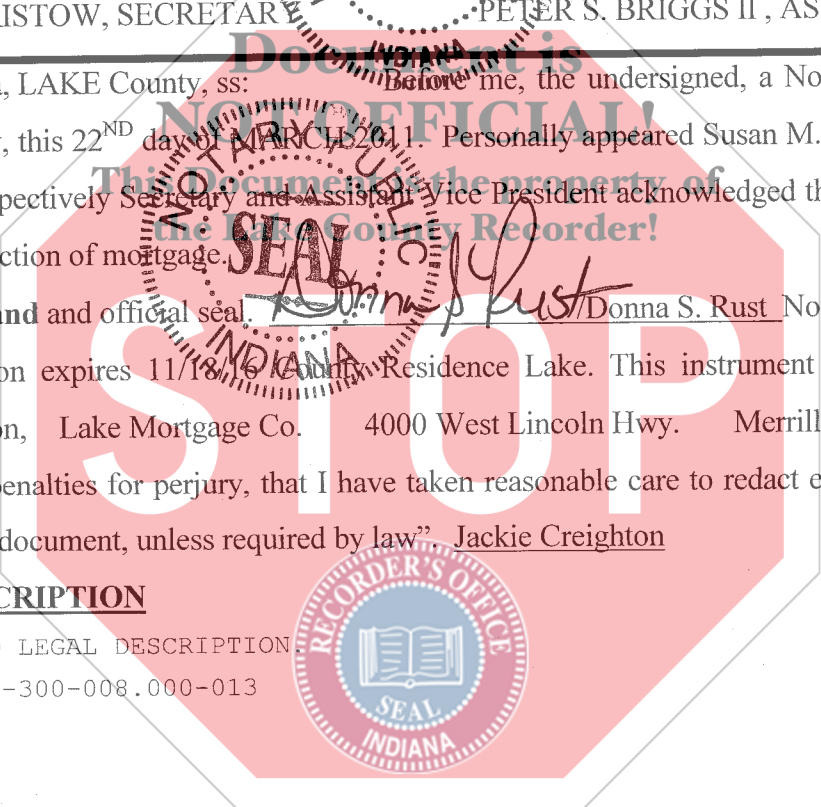 ISTOW, SECRETARY PETER S. BRIGGS II , AS
INDIANA
Document is
, LAKE County, ss: Before me, the undersigned, a No
NOT OFFICIAL!
, this 22ND day of MARCH 2011. Personally appeared Susan M.
This Document is the property of
pectively Secretary and Assistant Vice President acknowledged th
the Lake County Recorder!
ction of mortgage.
NOTARY PUBLIC
SEAL
INDIANA
and and official seal. Donna S Rust /Donna S. Rust No
on expires 11/18/16 County Residence Lake. This instrument
on, Lake Mortgage Co. 4000 West Lincoln Hwy. Merrill
STOP
penalties for perjury, that I have taken reasonable care to redact e
document, unless required by law”. Jackie Creighton
CRIPTION
LEGAL DESCRIPTION.
-300-008.000-013
RECORDER'S OFFICE
SEAL
INDIANA